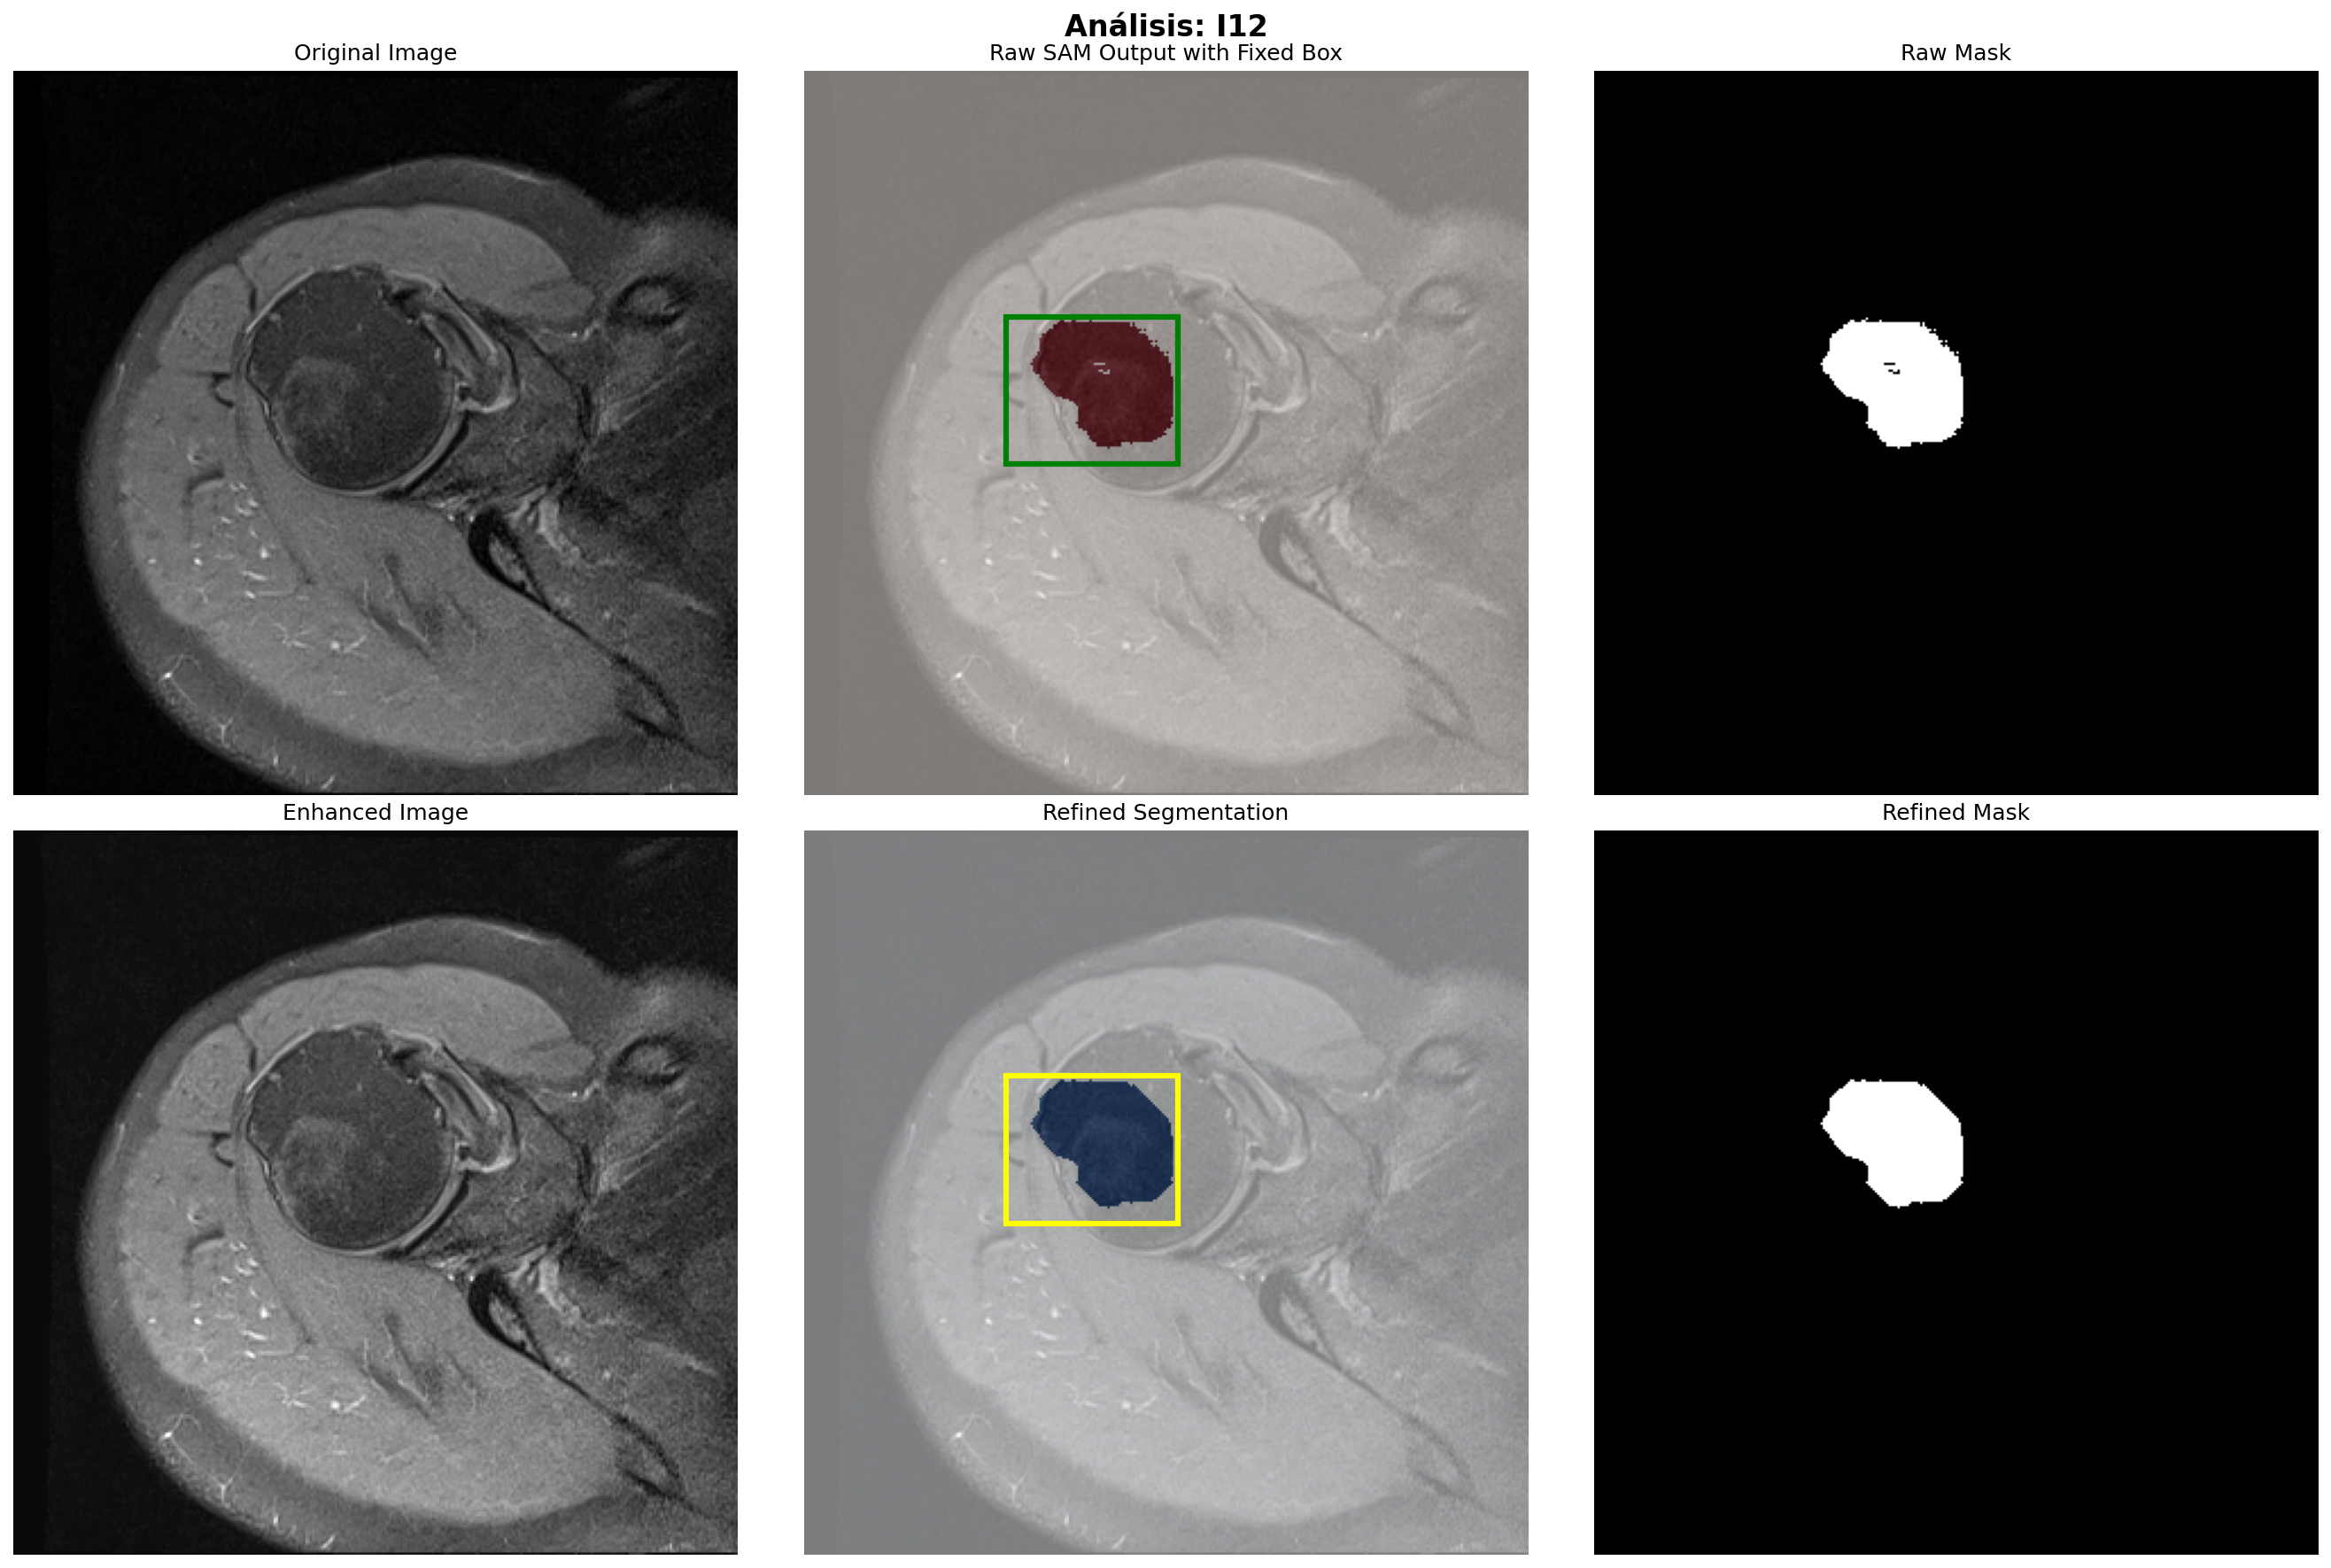 Análisis: I12
Original Image
Raw SAM Output with Fixed Box
Raw Mask
Enhanced Image
Refined Segmentation
Refined Mask